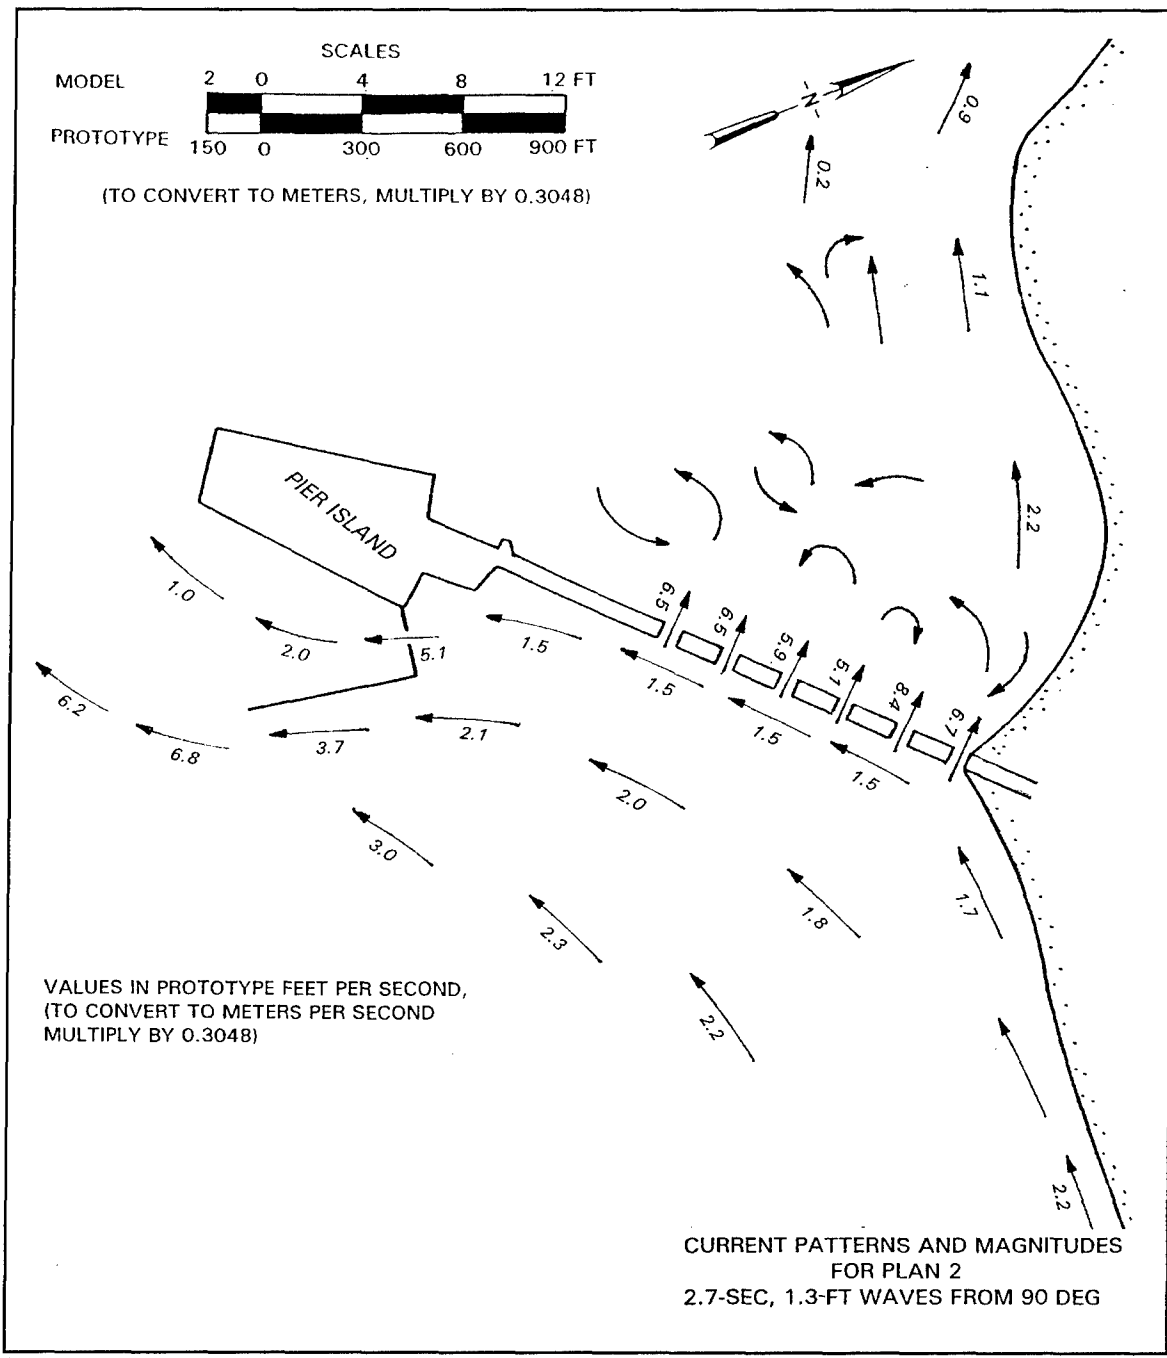 SCALES
MODEL 2 0 4 8 12 FT
PROTOTYPE 150 0 300 600 900 FT
(TO CONVERT TO METERS, MULTIPLY BY 0.3048)
-N-
0.9
0.2
1.1
PIER ISLAND
2.2
1.0
2.0
5.1
1.5
6.5
6.5
5.9
5.1
8.4
6.7
1.5
1.5
1.5
6.2
6.8
3.7
2.1
2.0
3.0
1.8
1.7
2.3
2.2
2.2
VALUES IN PROTOTYPE FEET PER SECOND,
(TO CONVERT TO METERS PER SECOND
MULTIPLY BY 0.3048)
CURRENT PATTERNS AND MAGNITUDES
FOR PLAN 2
2.7-SEC, 1.3-FT WAVES FROM 90 DEG